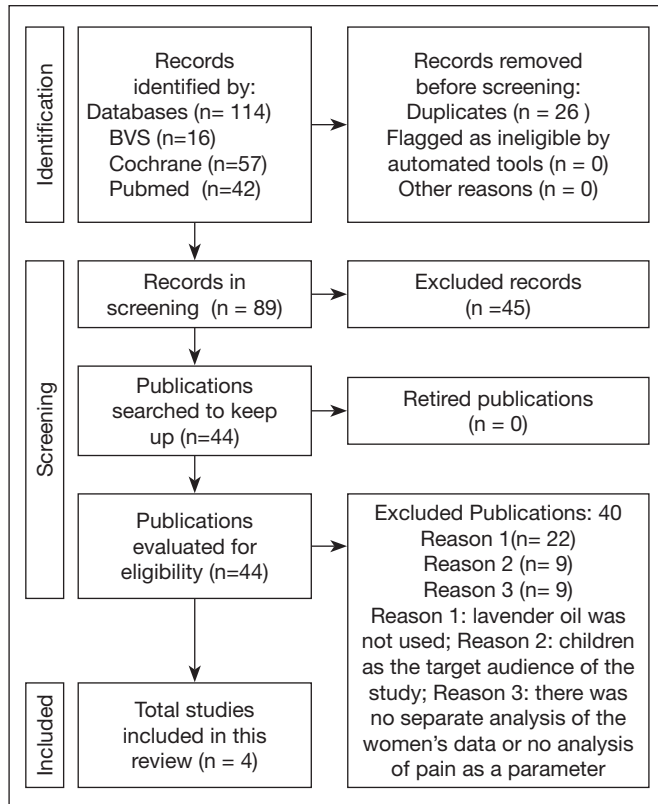 Identification
Records
identified by:
Databases (n= 114)
BVS (n=16)
Cochrane (n=57)
Pubmed (n=42)
Records removed
before screening:
Duplicates (n = 26 )
Flagged as ineligible by
automated tools (n = 0)
Other reasons (n = 0)
Screening
Records in
screening (n = 89)
Excluded records
(n =45)
Publications
searched to keep
up (n=44)
Retired publications
(n = 0)
Publications
evaluated for
eligibility (n=44)
Excluded Publications: 40
Reason 1(n= 22)
Reason 2 (n= 9)
Reason 3 (n= 9)
Reason 1: lavender oil was
not used; Reason 2: children
as the target audience of the
study; Reason 3: there was
no separate analysis of the
women's data or no analysis
of pain as a parameter
Included
Total studies
included in this
review (n = 4)